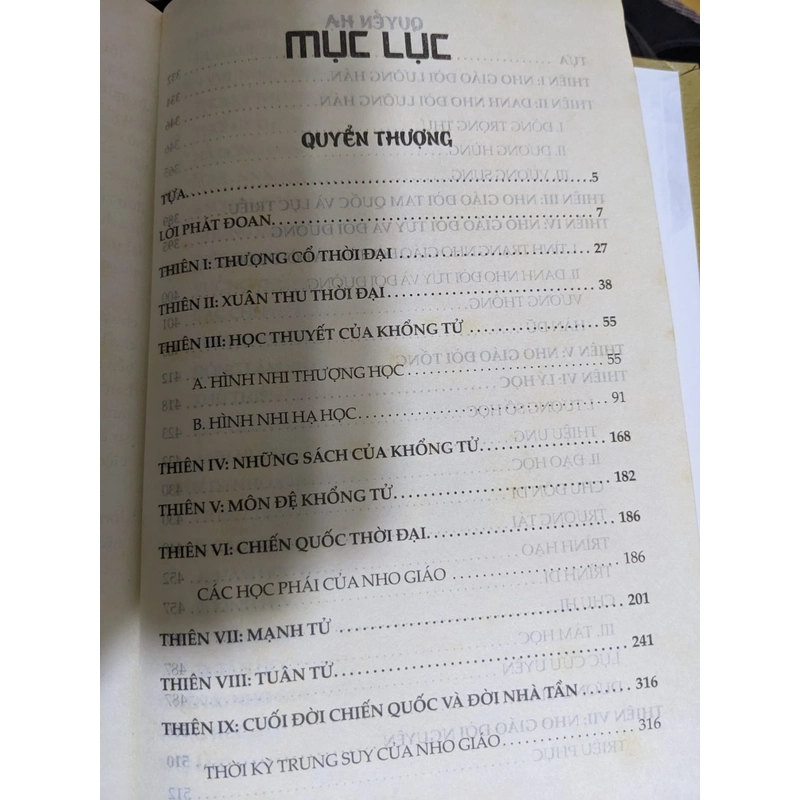 MỤC LỤC
QUYỂN THƯỢNG
TỰA. 5
LỜI PHÁT ĐOAN. 7
THIÊN I: THƯỢNG CỔ THỜI ĐẠI 27
THIÊN II: XUÂN THU THỜI ĐẠI 38
THIÊN III: HỌC THUYẾT CỦA KHỔNG TỬ 55
A. HÌNH NHI THƯỢNG HỌC 55
B. HÌNH NHI HẠ HỌC 91
THIÊN IV: NHỮNG SÁCH CỦA KHỔNG TỬ 168
THIÊN V: MÔN ĐỆ KHỔNG TỬ 182
THIÊN VI: CHIẾN QUỐC THỜI ĐẠI 186
CÁC HỌC PHÁI CỦA NHO GIÁO 186
THIÊN VII: MẠNH TỬ 201
THIÊN VIII: TUÂN TỬ 241
THIÊN IX: CUỐI ĐỜI CHIẾN QUỐC VÀ ĐỜI NHÀ TẦN 316
THỜI KỲ TRUNG SUY CỦA NHO GIÁO 316